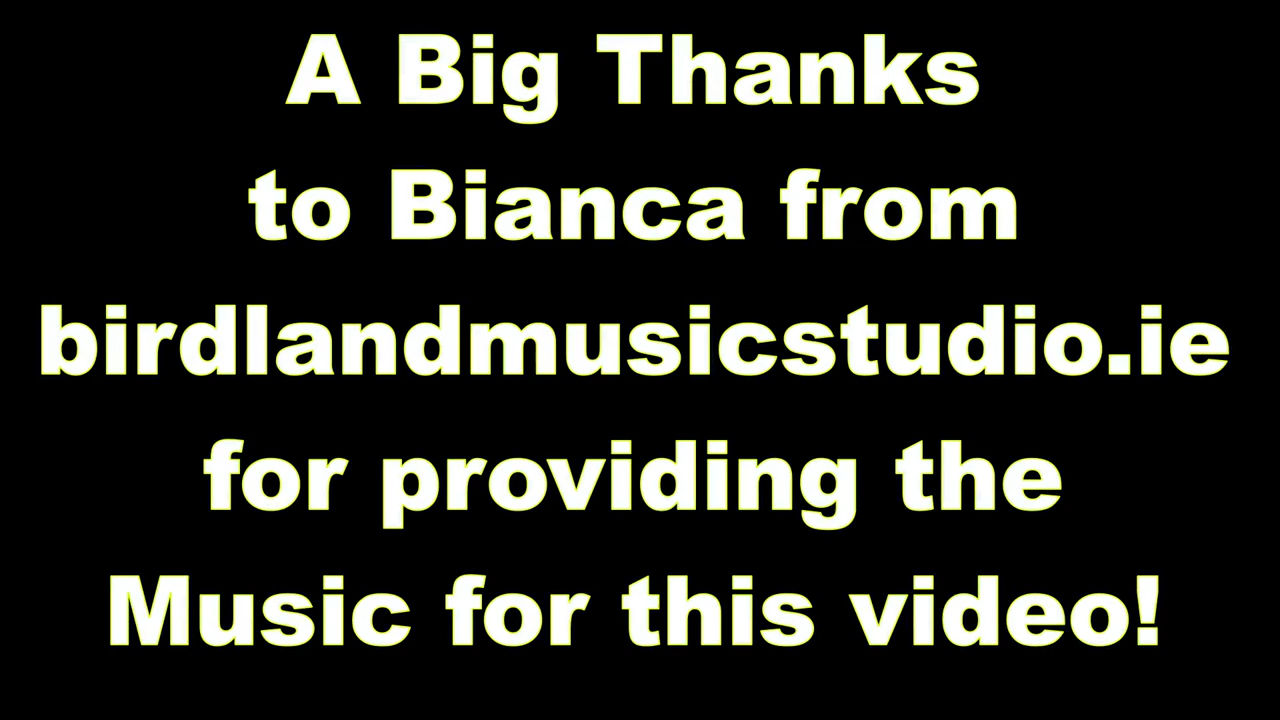 A Big Thanks
to Bianca from
birdlandmusicstudio.ie
for providing the
Music for this video!